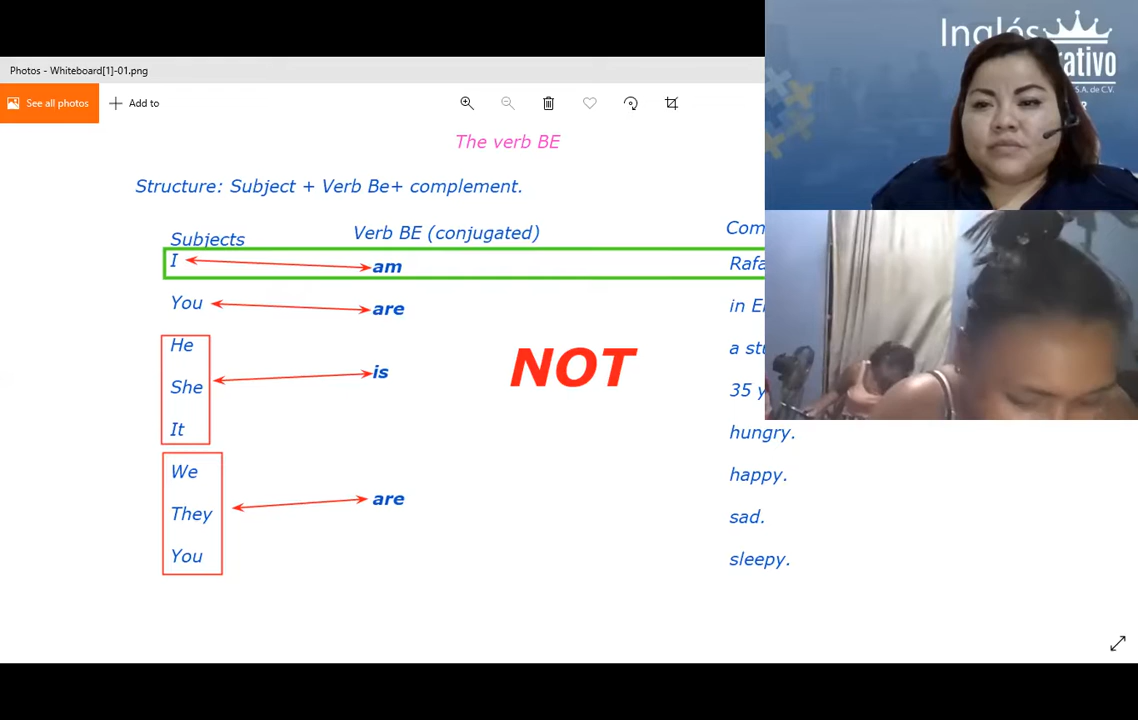 Photos - Whiteboard[1]-01.png
See all photos
Add to
The verb BE
Structure: Subject + Verb Be+ complement.
Subjects Verb BE (conjugated)
I am
You are
He
is
She
It
hungry.
We happy.
are
They sad.
You sleepy.
NOT
Inglés
S.A. de C.V.